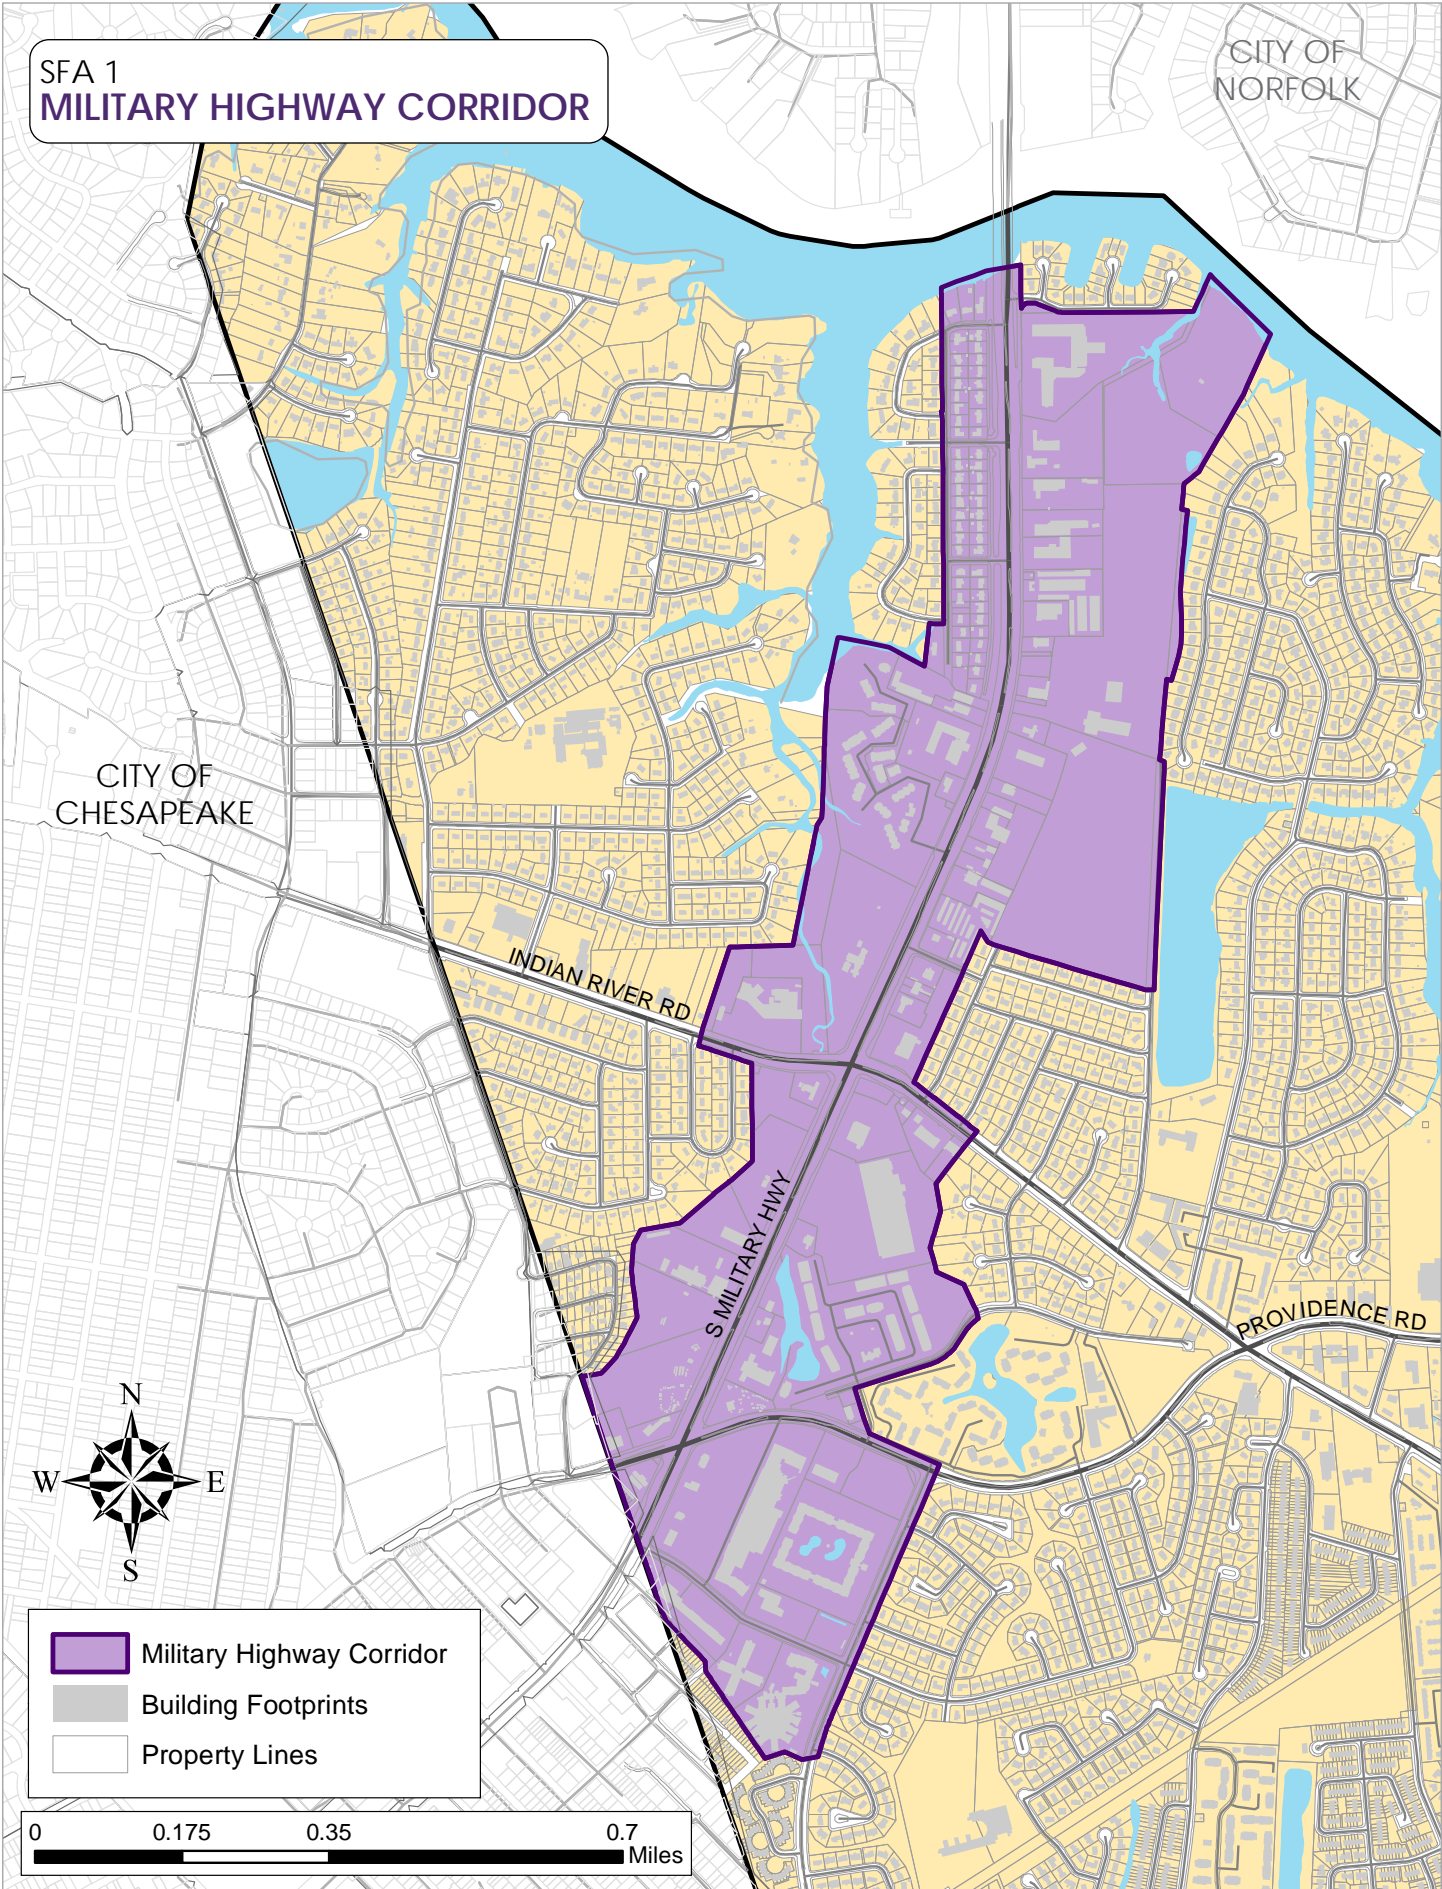 SFA 1
MILITARY HIGHWAY CORRIDOR
CITY OF
NORFOLK
CITY OF
CHESAPEAKE
INDIAN RIVER RD
S MILITARY HWY
PROVIDENCE RD
N
W E
S
Military Highway Corridor
Building Footprints
Property Lines
0 0.175 0.35 0.7
Miles